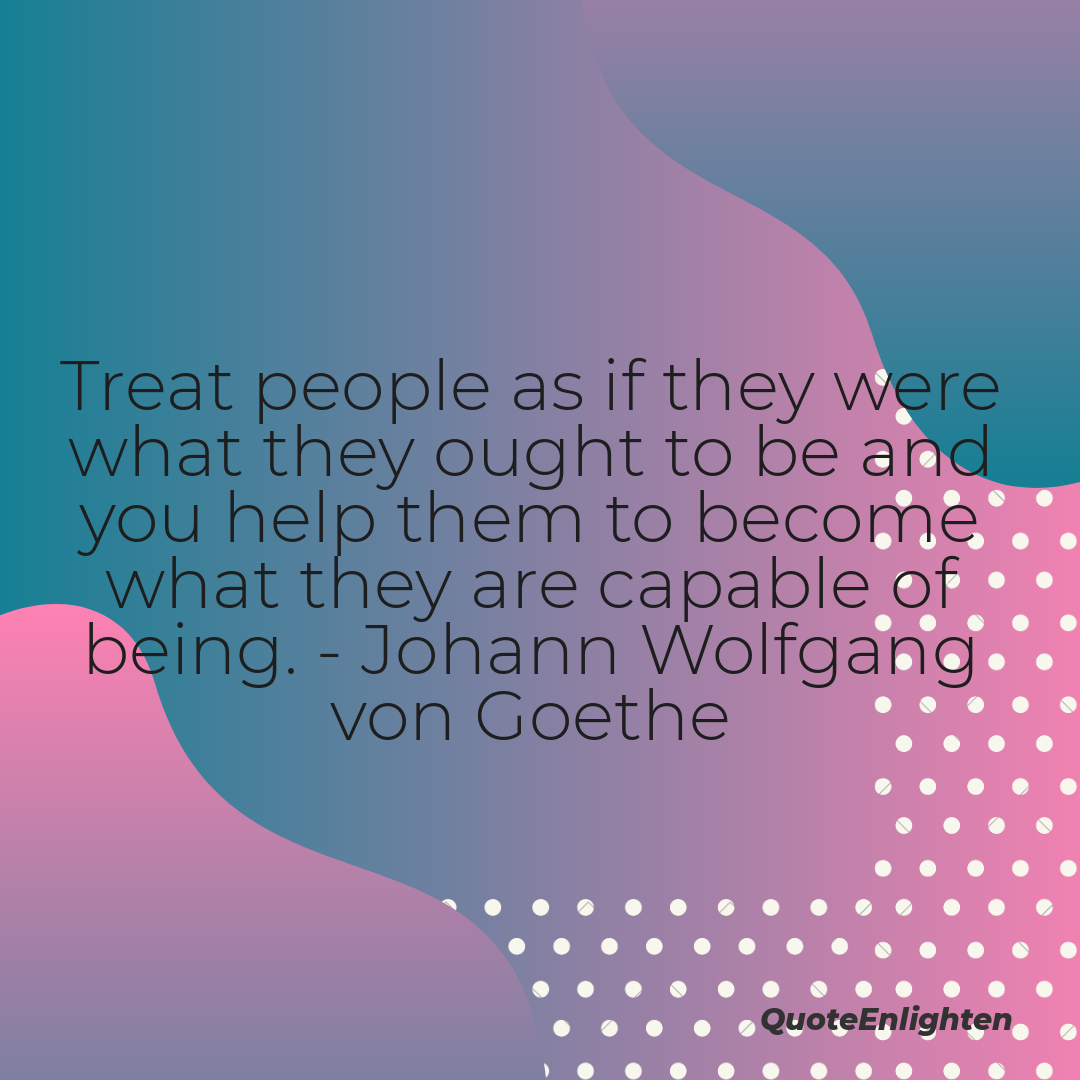 Treat people as if they were
what they ought to be and
you help them to become
what they are capable of
being. - Johann Wolfgang
von Goethe
QuoteEnlighten